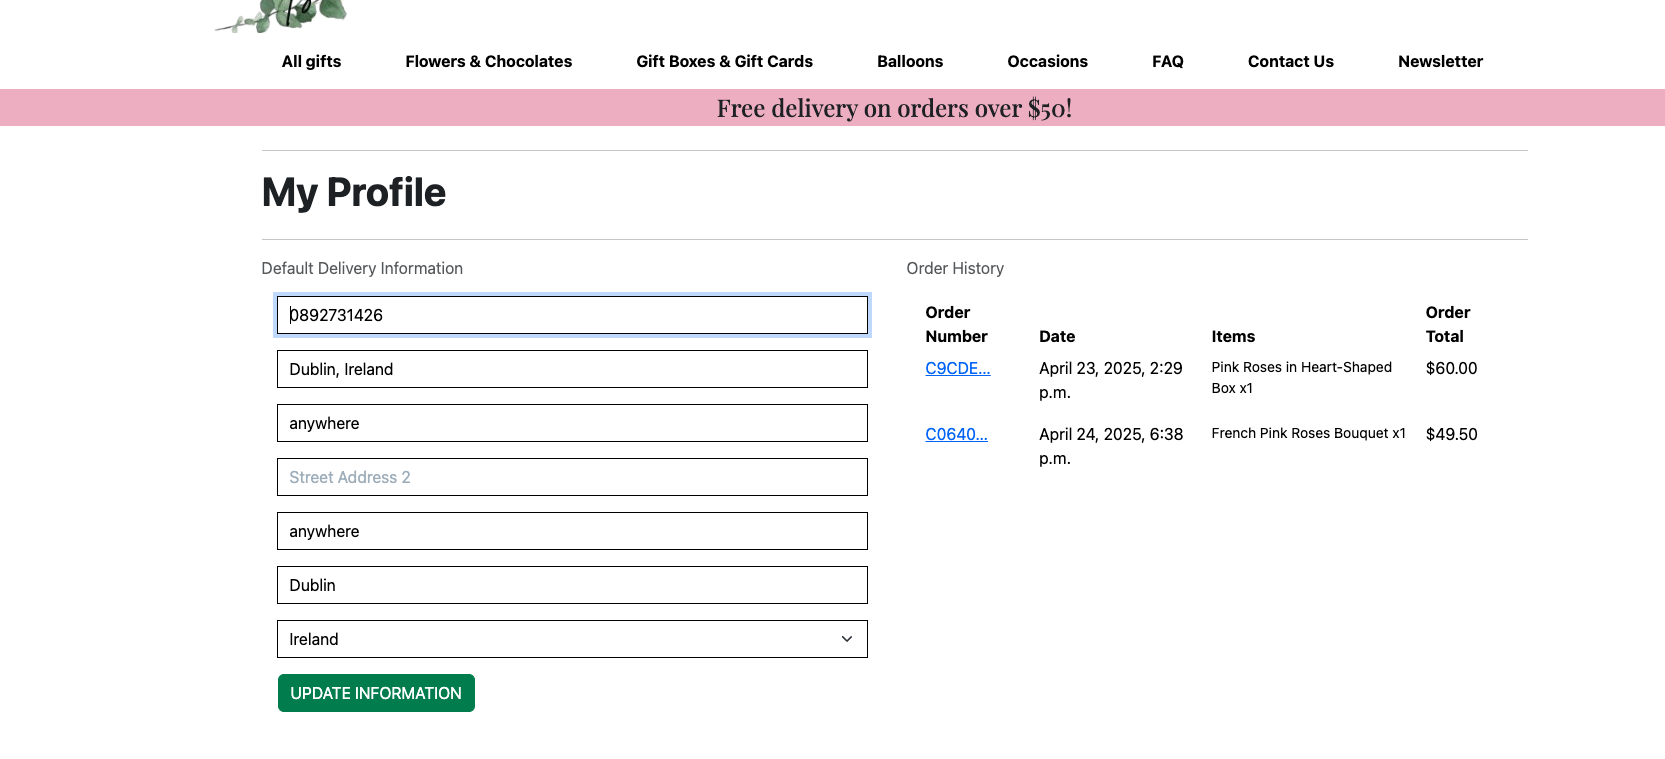 All gifts Flowers & Chocolates Gift Boxes & Gift Cards Balloons Occasions FAQ Contact Us Newsletter
Free delivery on orders over $50!
My Profile
Default Delivery Information
0892731426
Dublin, Ireland
anywhere
Street Address 2
anywhere
Dublin
Ireland
UPDATE INFORMATION
Order History
Order Number Date Items Order Total
C9CDE... April 23, 2025, 2:29 p.m. Pink Roses in Heart-Shaped Box x1 $60.00
C0640... April 24, 2025, 6:38 p.m. French Pink Roses Bouquet x1 $49.50